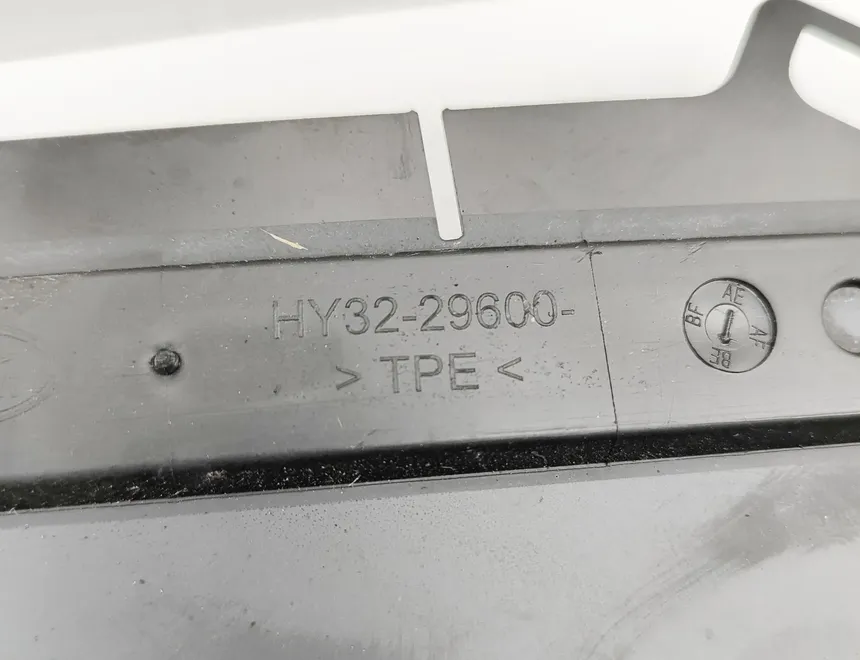 HY32-29600-
> TPE <
AE
BF AF
BE